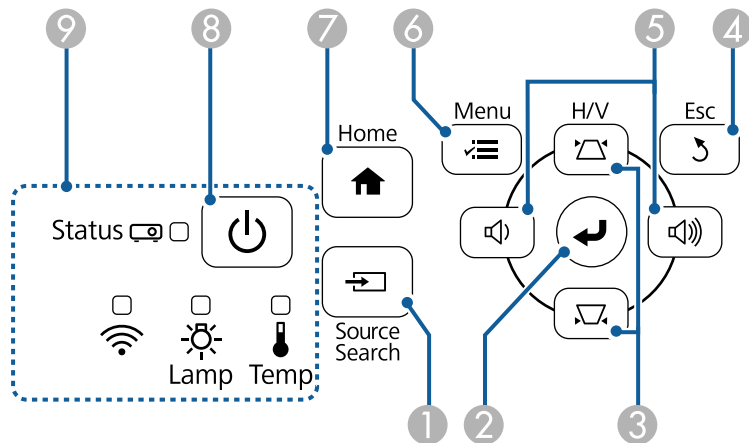 9 8 7 6 5 4
Menu H/V Esc
Home
Status
Source
Search
Lamp Temp
1 2 3